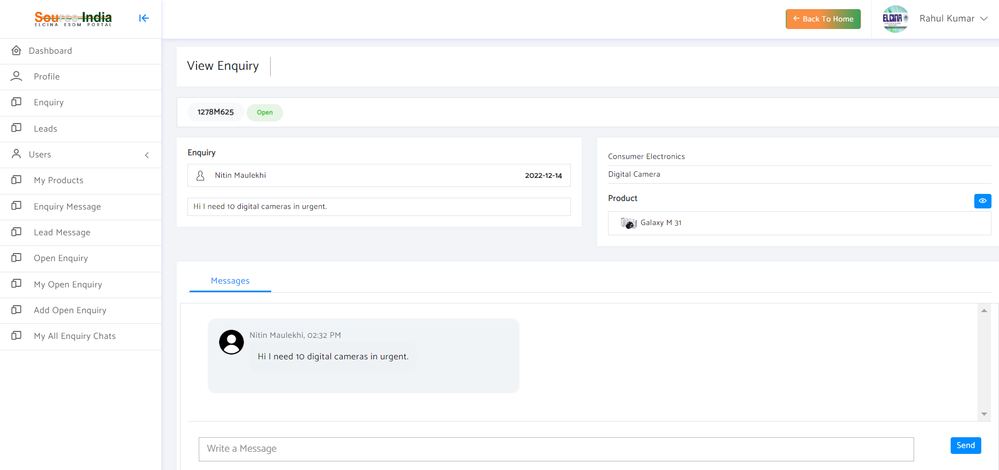 Source India
ELCINA ESDM PORTAL
Back To Home
ELCINA
Rahul Kumar
Dashboard
Profile
Enquiry
Leads
Users
My Products
Enquiry Message
Lead Message
Open Enquiry
My Open Enquiry
Add Open Enquiry
My All Enquiry Chats
View Enquiry
1278M625 Open
Enquiry
Nitin Maulekhi 2022-12-14
Hi I need 10 digital cameras in urgent.
Consumer Electronics
Digital Camera
Product
Galaxy M 31
Messages
Nitin Maulekhi, 02:32 PM
Hi I need 10 digital cameras in urgent.
Write a Message
Send